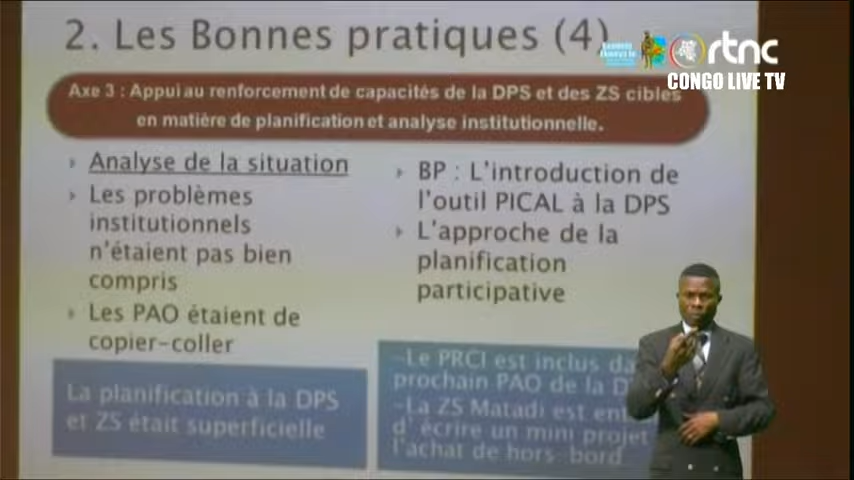 2. Les Bonnes pratiques (4)
rtnc
CONGO LIVE TV
Axe 3 : Appui au renforcement de capacités de la DPS et des ZS cibles
en matière de planification et analyse institutionnelle.
Analyse de la situation
Les problèmes
institutionnels
n'étaient pas bien
compris
Les PAO étaient de
copier-coller
BP : L'introduction de
l'outil PICAL à la DPS
L'approche de la
planification
participative
La planification à la DPS
et ZS était superficielle
-Le PRCI est inclus da
prochain PAO de la D
-La ZS Matadi est en
d' écrire un mini projet
l'achat de hors bord